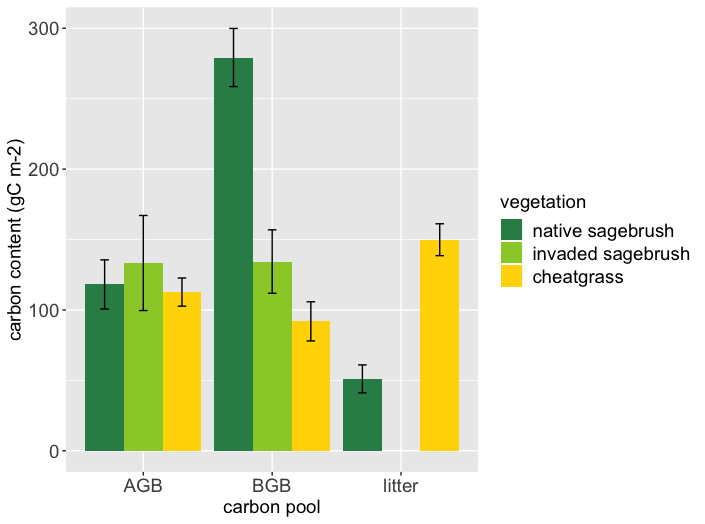 300
200
100
0
carbon content (gC m-2)
AGB
BGB
litter
carbon pool
vegetation
native sagebrush
invaded sagebrush
cheatgrass